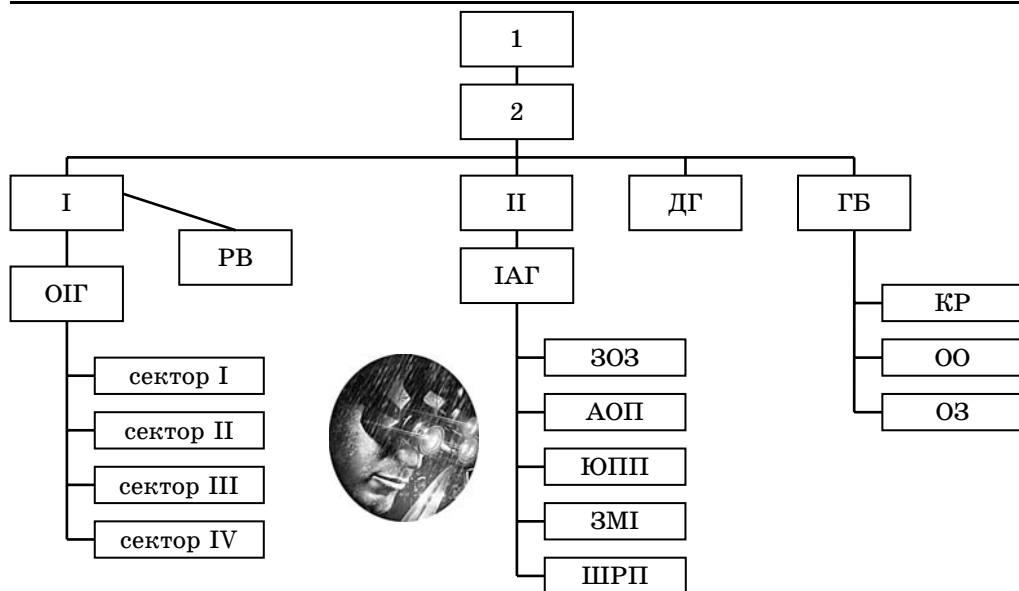 1
2
I
II
ДГ
ГБ
РВ
ОІГ
ІАГ
КР
ОО
ОЗ
ЗОЗ
АОП
ЮПП
ЗМІ
ШРП
сектор I
сектор II
сектор III
сектор IV